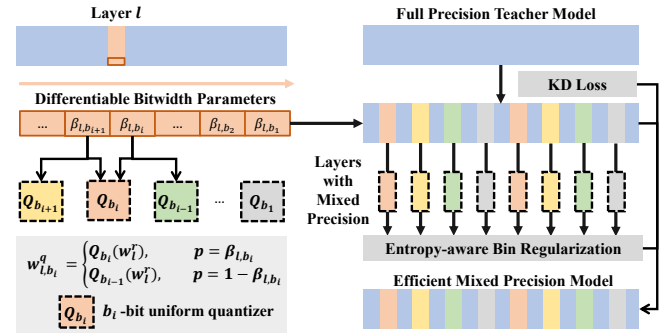 Layer l
Full Precision Teacher Model
KD Loss
Differentiable Bitwidth Parameters
... β_{l,b_{i+1}} β_{l,b_i} ... β_{l,b_2} β_{l,b_1}
Layers
with
Mixed
Precision
Q_{b_{i+1}} Q_{b_i} Q_{b_{i-1}} ... Q_{b_1}
Entropy-aware Bin Regularization
w^q_{l,b_i} = { Q_{b_i}(w^r_l), p = β_{l,b_i}
Q_{b_{i-1}}(w^r_l), p = 1 − β_{l,b_i}
Efficient Mixed Precision Model
Q_{b_i} b_i -bit uniform quantizer